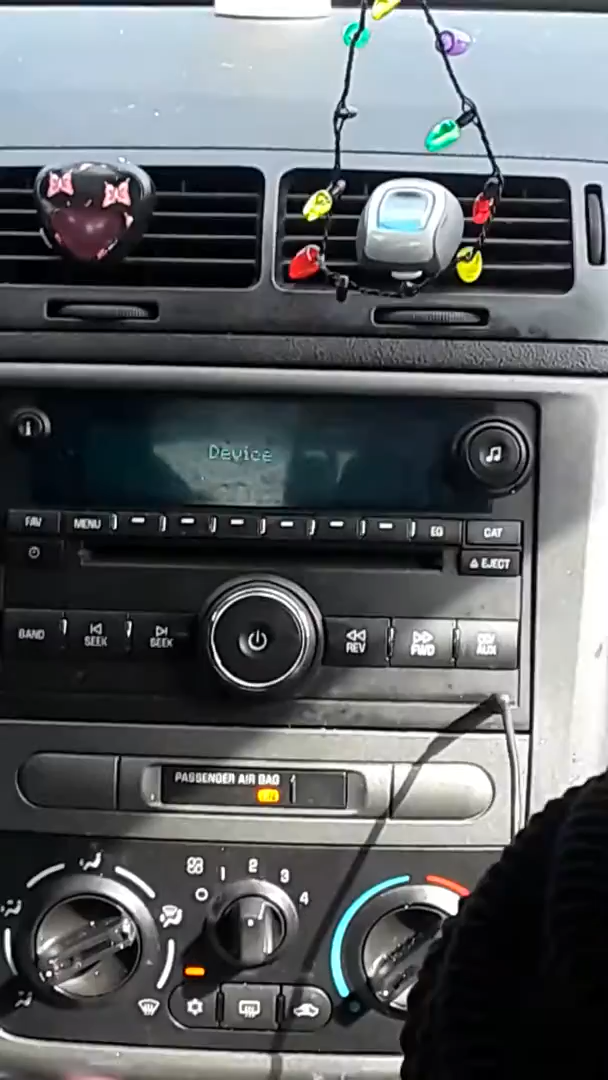 Device
FAV MENU EQ CAT
EJECT
BAND SEEK SEEK REV FWD CD/AUX
PASSENGER AIR BAG
ON
1 2 3 4